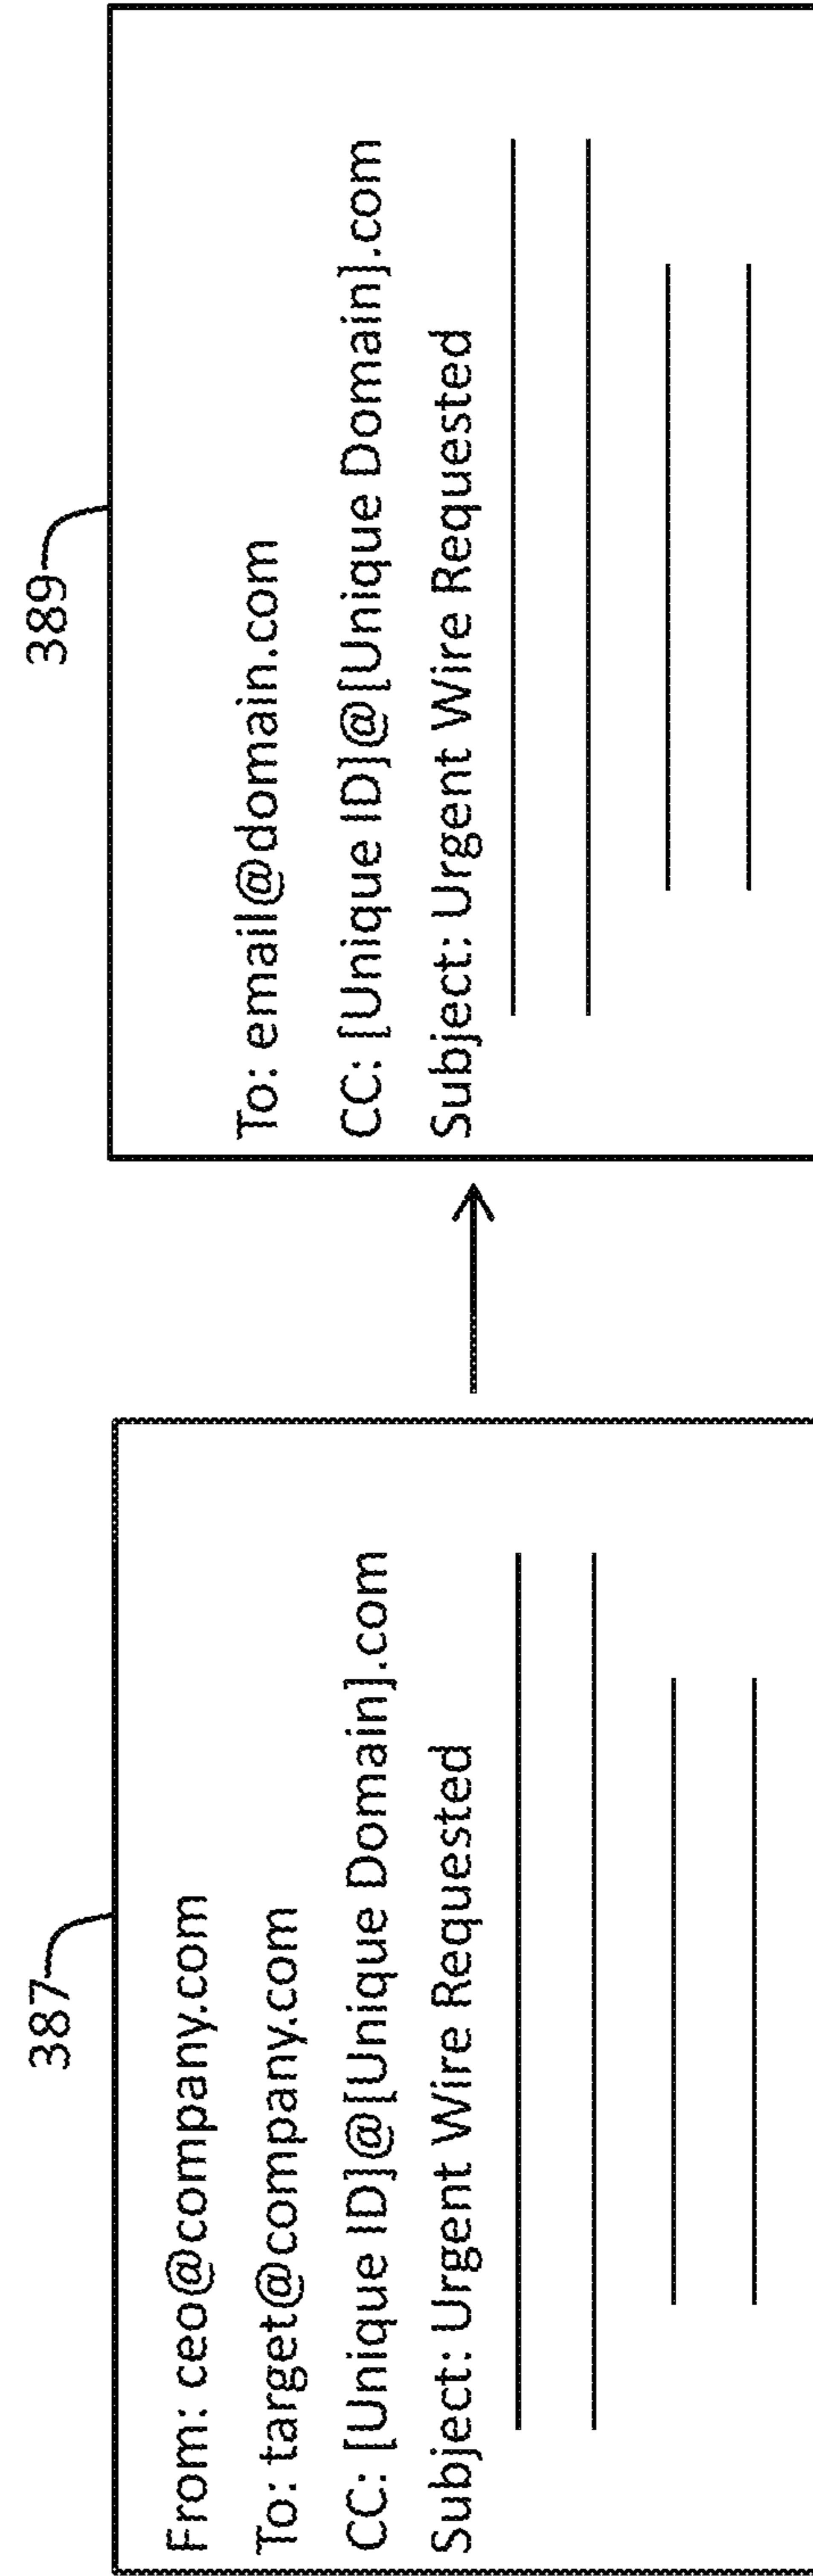 387
From: ceo@company.com
To: target@company.com
CC: [Unique ID]@[Unique Domain].com
Subject: Urgent Wire Requested
389
To: email@domain.com
CC: [Unique ID]@[Unique Domain].com
Subject: Urgent Wire Requested